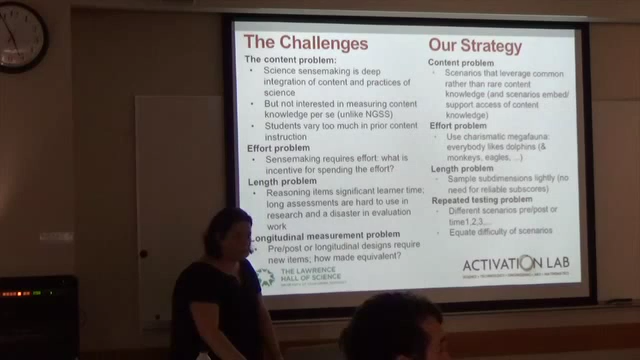 The Challenges
The content problem:
• Science sensemaking is deep
integration of content and practices of
science
• But not interested in measuring content
knowledge per se (unlike NGSS)
• Students vary too much in prior content
instruction
Effort problem
• Sensemaking requires effort: what is
incentive for spending the effort?
Length problem
• Reasoning items significant learner time;
long assessments are hard to use in
research and a disaster in evaluation
work
Longitudinal measurement problem
• Pre/post or longitudinal designs require
new items; how made equivalent?
THE LAWRENCE
HALL OF SCIENCE
Our Strategy
Content problem
• Scenarios that leverage common
rather than rare content
knowledge (and scenarios embed/
support access of content
knowledge)
Effort problem
• Use charismatic megafauna:
everybody likes dolphins (&
monkeys, eagles, ...)
Length problem
• Sample subdimensions lightly (no
need for reliable subscores)
Repeated testing problem
• Different scenarios pre/post or
time1,2,3,...
• Equate difficulty of scenarios
ACTIVATION LAB